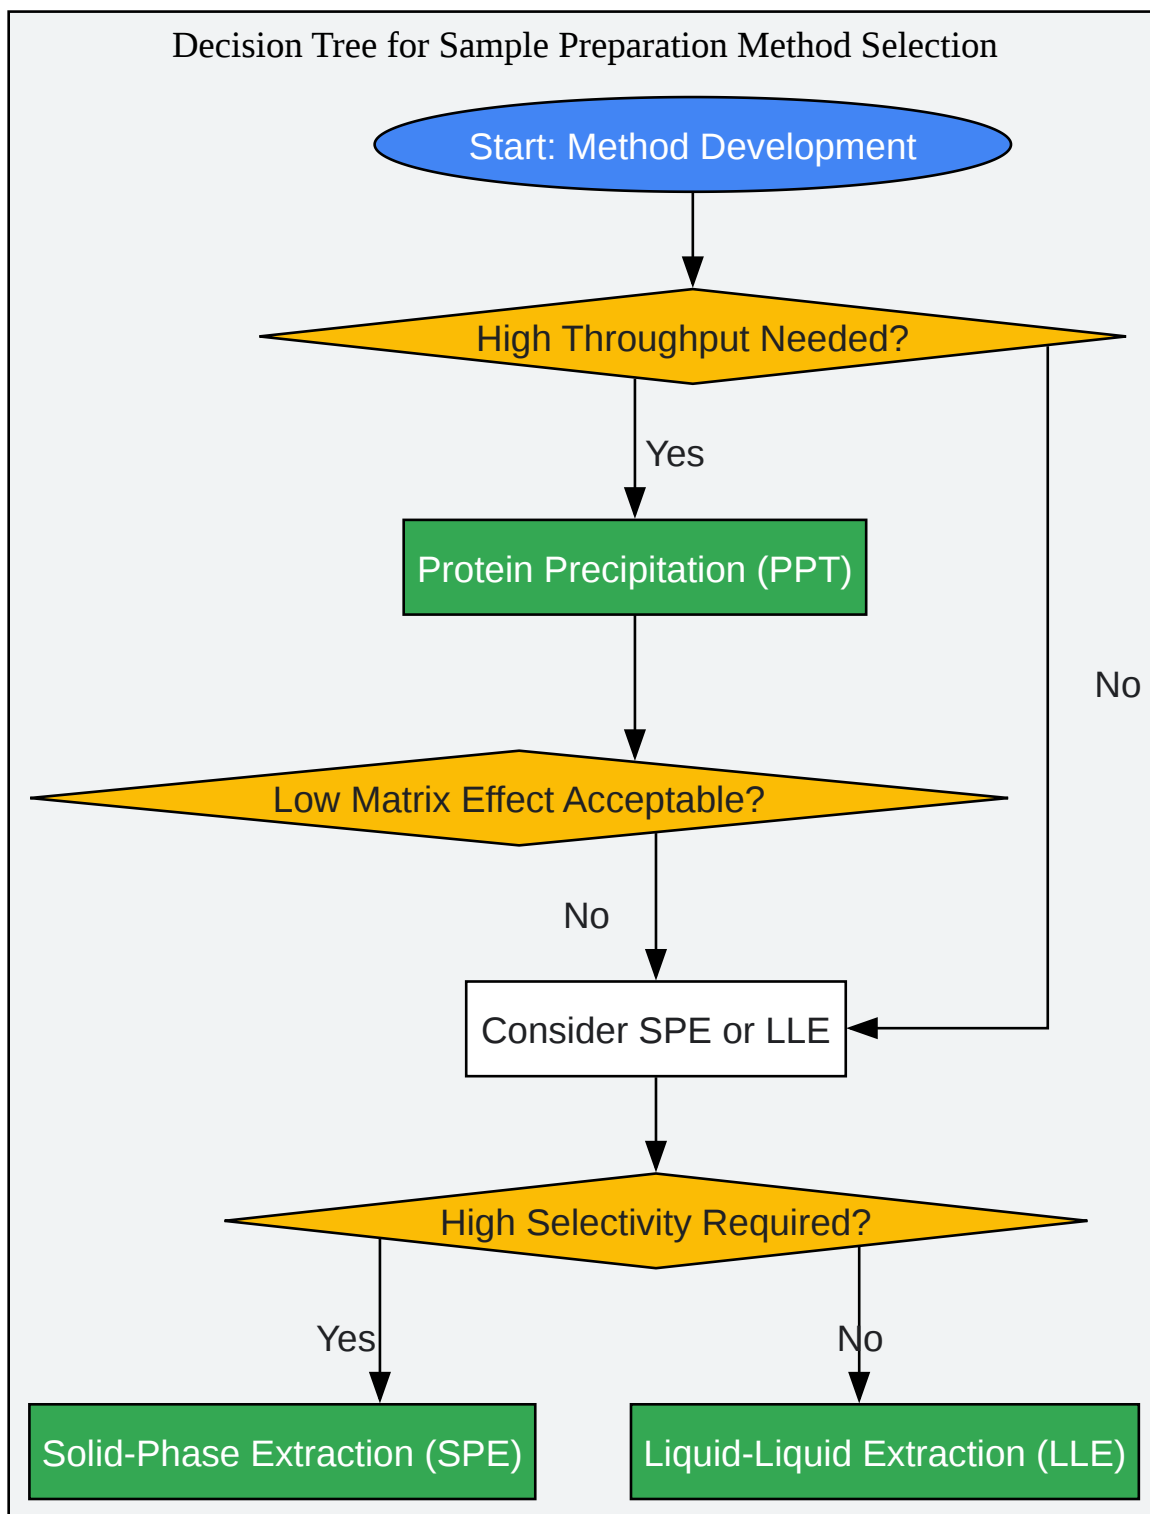 Decision Tree for Sample Preparation Method Selection
Start: Method Development
High Throughput Needed?
Yes
Protein Precipitation (PPT)
No
Low Matrix Effect Acceptable?
No
Consider SPE or LLE
High Selectivity Required?
Yes
No
Solid-Phase Extraction (SPE)
Liquid-Liquid Extraction (LLE)